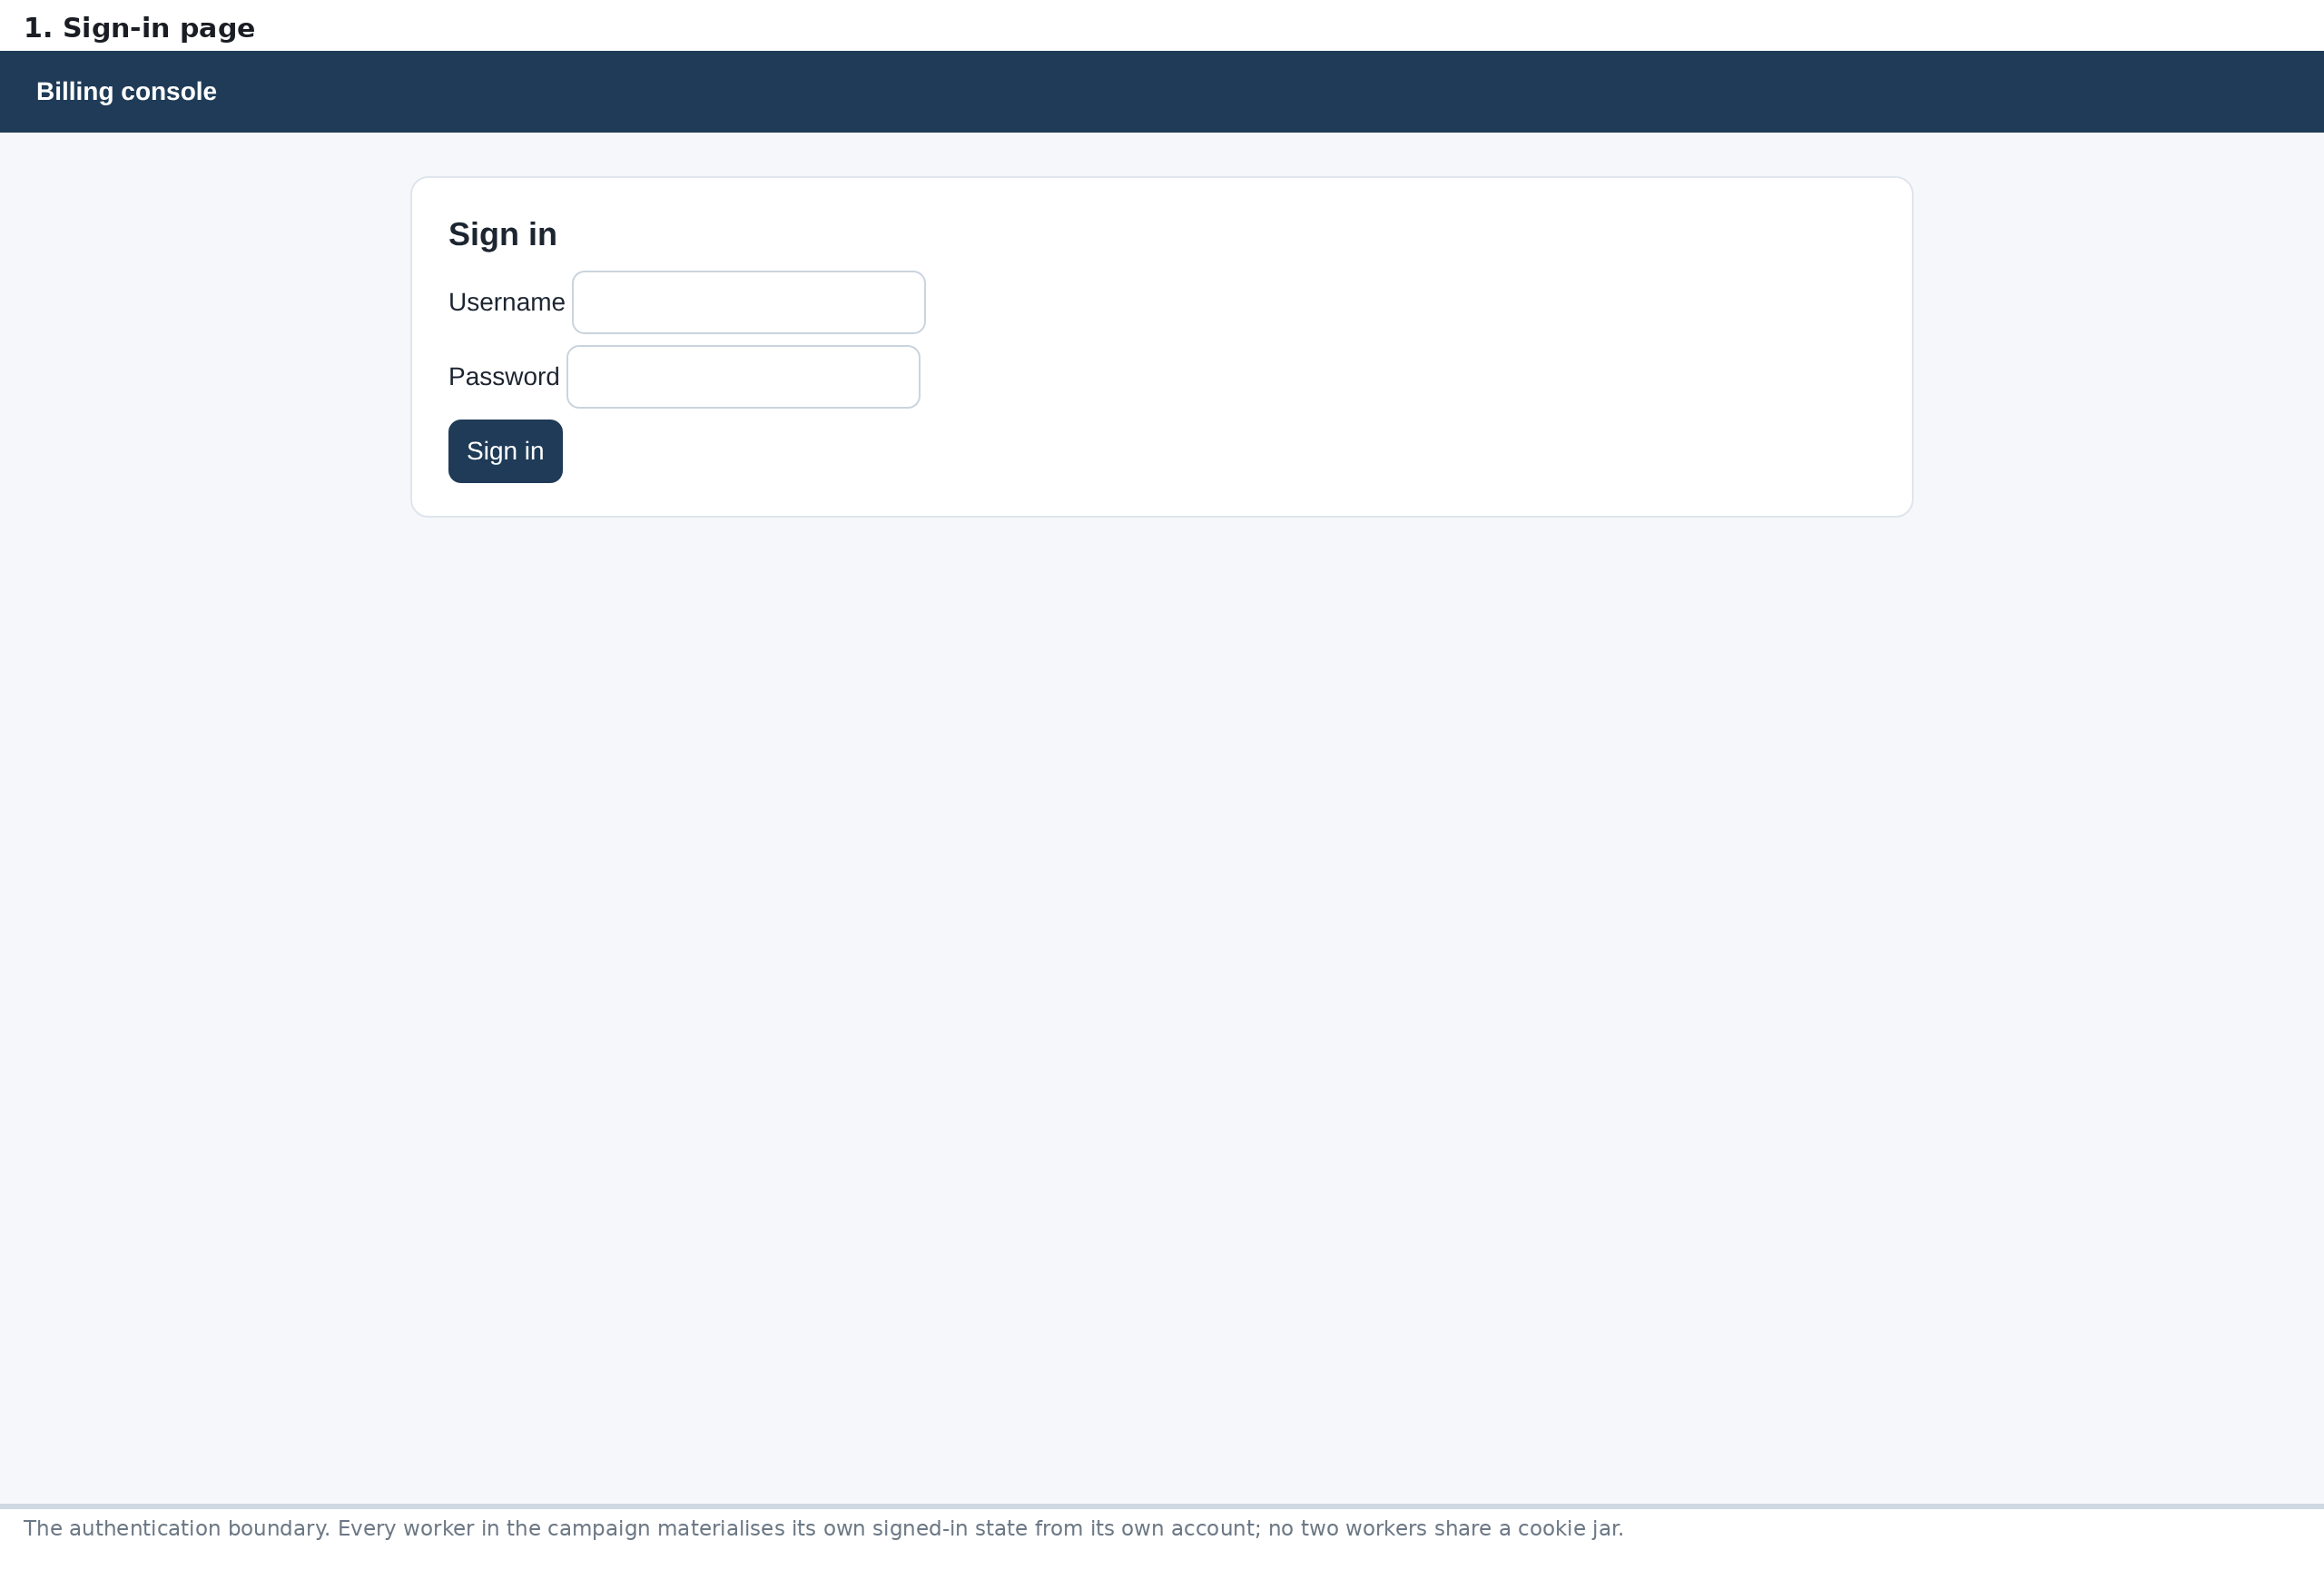 1. Sign-in page
Billing console
Sign in
Username
Password
Sign in
The authentication boundary. Every worker in the campaign materialises its own signed-in state from its own account; no two workers share a cookie jar.